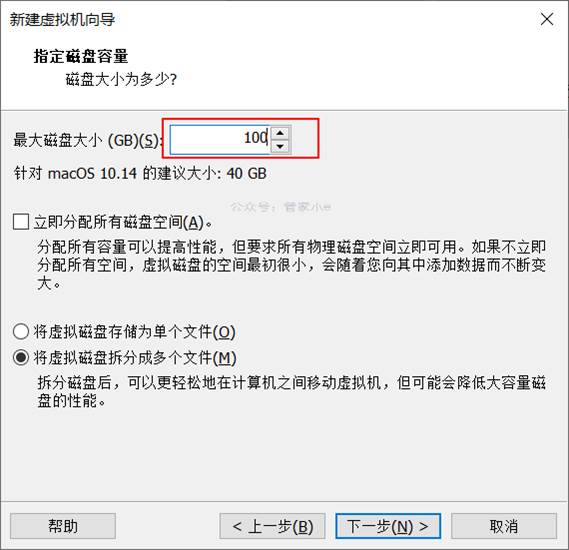 新建虚拟机向导
指定磁盘容量
磁盘大小为多少?
最大磁盘大小 (GB)(S): 100
针对 macOS 10.14 的建议大小: 40 GB
公众号：管家小e
立即分配所有磁盘空间(A)。
分配所有容量可以提高性能，但要求所有物理磁盘空间立即可用。如果不立即
分配所有空间，虚拟磁盘的空间最初很小，会随着您向其中添加数据而不断变
大。
将虚拟磁盘存储为单个文件(O)
将虚拟磁盘拆分成多个文件(M)
拆分磁盘后，可以更轻松地在计算机之间移动虚拟机，但可能会降低大容量磁
盘的性能。
帮助 < 上一步(B) 下一步(N) > 取消